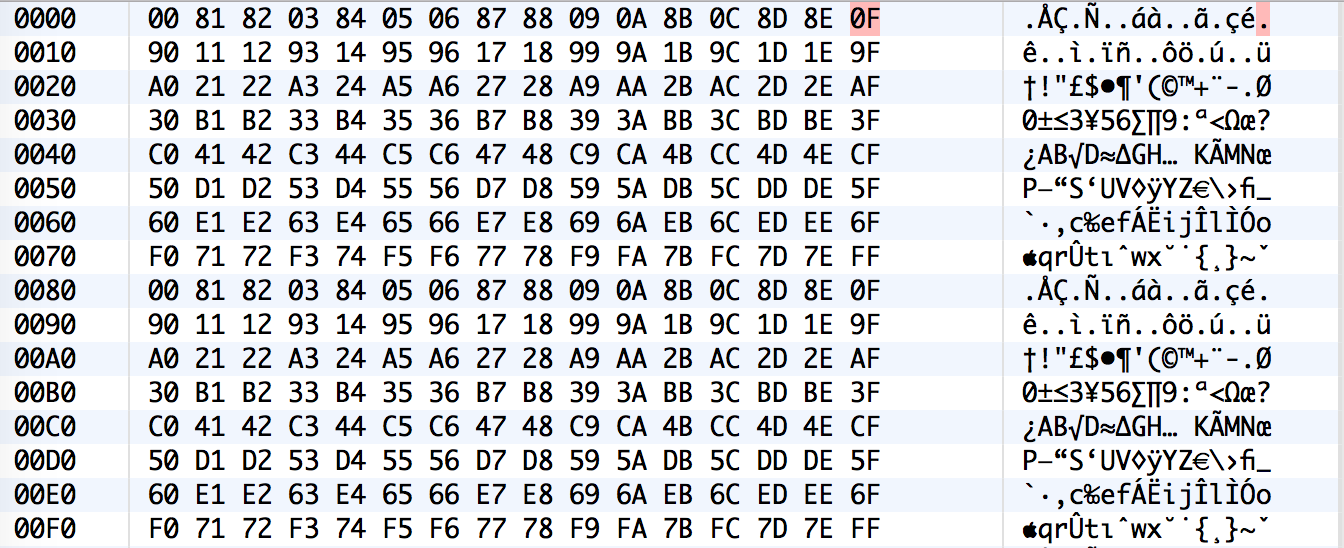 0000 00 81 82 03 84 05 06 87 88 09 0A 8B 0C 8D 8E 0F .ÅÇ.Ñ..áà..ã.çé.
0010 90 11 12 93 14 95 96 17 18 99 9A 1B 9C 1D 1E 9F ê..ì.ïñ..ôö.ú..ü
0020 A0 21 22 A3 24 A5 A6 27 28 A9 AA 2B AC 2D 2E AF †!"£$•¶'(©™+¨-.Ø
0030 30 B1 B2 33 B4 35 36 B7 B8 39 3A BB 3C BD BE 3F 0±≤3¥56∑∏9:ª<Ωæ?
0040 C0 41 42 C3 44 C5 C6 47 48 C9 CA 4B CC 4D 4E CF ¿AB√D≈∆GH… KÃMNœ
0050 50 D1 D2 53 D4 55 56 D7 D8 59 5A DB 5C DD DE 5F P—“S‘UV◊ÿYZ€\›ﬁ_
0060 60 E1 E2 63 E4 65 66 E7 E8 69 6A EB 6C ED EE 6F `·‚c‰efÁËijÎlÌÓo
0070 F0 71 72 F3 74 F5 F6 77 78 F9 FA 7B FC 7D 7E FF qrÛtıˆwx˘˙{¸}~ˇ
0080 00 81 82 03 84 05 06 87 88 09 0A 8B 0C 8D 8E 0F .ÅÇ.Ñ..áà..ã.çé.
0090 90 11 12 93 14 95 96 17 18 99 9A 1B 9C 1D 1E 9F ê..ì.ïñ..ôö.ú..ü
00A0 A0 21 22 A3 24 A5 A6 27 28 A9 AA 2B AC 2D 2E AF †!"£$•¶'(©™+¨-.Ø
00B0 30 B1 B2 33 B4 35 36 B7 B8 39 3A BB 3C BD BE 3F 0±≤3¥56∑∏9:ª<Ωæ?
00C0 C0 41 42 C3 44 C5 C6 47 48 C9 CA 4B CC 4D 4E CF ¿AB√D≈∆GH… KÃMNœ
00D0 50 D1 D2 53 D4 55 56 D7 D8 59 5A DB 5C DD DE 5F P—“S‘UV◊ÿYZ€\›ﬁ_
00E0 60 E1 E2 63 E4 65 66 E7 E8 69 6A EB 6C ED EE 6F `·‚c‰efÁËijÎlÌÓo
00F0 F0 71 72 F3 74 F5 F6 77 78 F9 FA 7B FC 7D 7E FF qrÛtıˆwx˘˙{¸}~ˇ